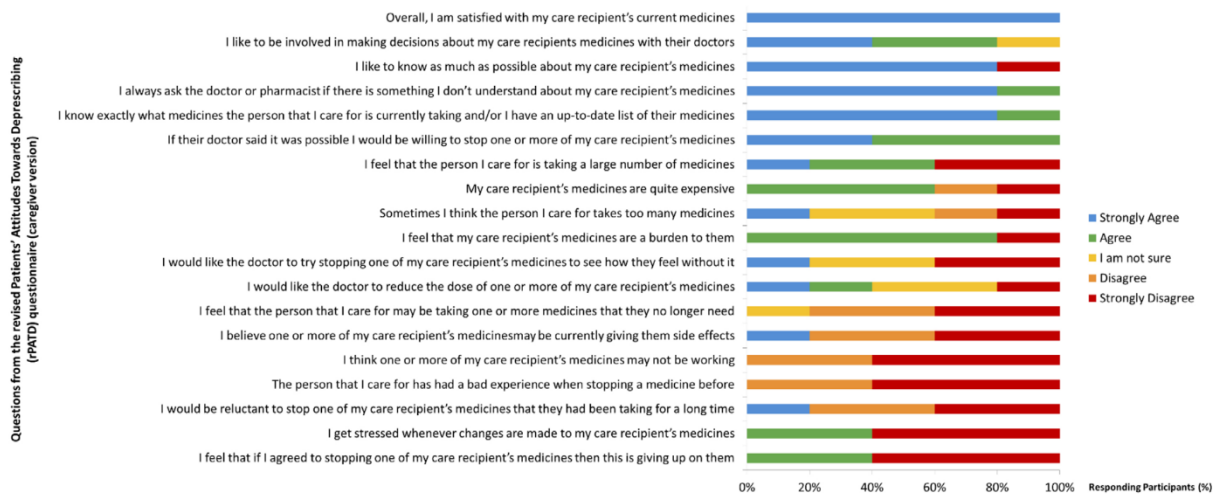 Questions from the revised Patients' Attitudes Towards Deprescribing
(rPATD) questionnaire (caregiver version)
Overall, I am satisfied with my care recipient's current medicines
I like to be involved in making decisions about my care recipients medicines with their doctors
I like to know as much as possible about my care recipient's medicines
I always ask the doctor or pharmacist if there is something I don't understand about my care recipient's medicines
I know exactly what medicines the person that I care for is currently taking and/or I have an up-to-date list of their medicines
If their doctor said it was possible I would be willing to stop one or more of my care recipient's medicines
I feel that the person I care for is taking a large number of medicines
My care recipient's medicines are quite expensive
Sometimes I think the person I care for takes too many medicines
I feel that my care recipient's medicines are a burden to them
I would like the doctor to try stopping one of my care recipient's medicines to see how they feel without it
I would like the doctor to reduce the dose of one or more of my care recipient's medicines
I feel that the person that I care for may be taking one or more medicines that they no longer need
I believe one or more of my care recipient's medicinesmay be currently giving them side effects
I think one or more of my care recipient's medicines may not be working
The person that I care for has had a bad experience when stopping a medicine before
I would be reluctant to stop one of my care recipient's medicines that they had been taking for a long time
I get stressed whenever changes are made to my care recipient's medicines
I feel that if I agreed to stopping one of my care recipient's medicines then this is giving up on them
0% 20% 40% 60% 80% 100%
Responding Participants (%)
Strongly Agree
Agree
I am not sure
Disagree
Strongly Disagree